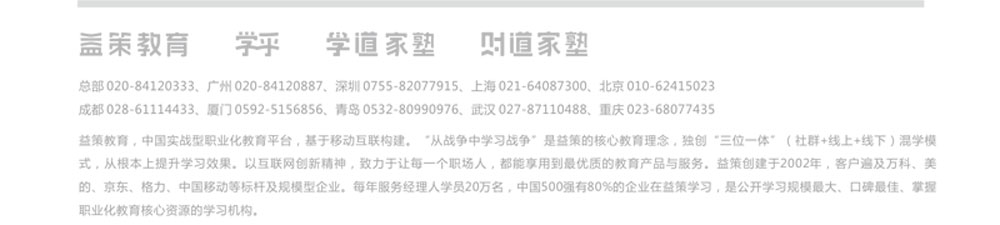 益策教育 学乎 学道家塾 财道家塾
总部 020-84120333、广州 020-84120887、深圳 0755-82077915、上海 021-64087300、北京 010-62415023
成都 028-61114433、厦门 0592-5156856、青岛 0532-80990976、武汉 027-87110488、重庆 023-68077435
益策教育，中国实战型职业化教育平台，基于移动互联构建。“从战争中学习战争”是益策的核心教育理念，独创“三位一体”（社群+线上+线下）混学模
式，从根本上提升学习效果。以互联网创新精神，致力于让每一个职场人，都能享用到最优质的教育产品与服务。益策创建于2002年，客户遍及万科、美
的、京东、格力、中国移动等标杆及规模型企业。每年服务经理人学员20万名，中国500强有80%的企业在益策学习，是公开学习规模最大、口碑最佳、掌握
职业化教育核心资源的学习机构。